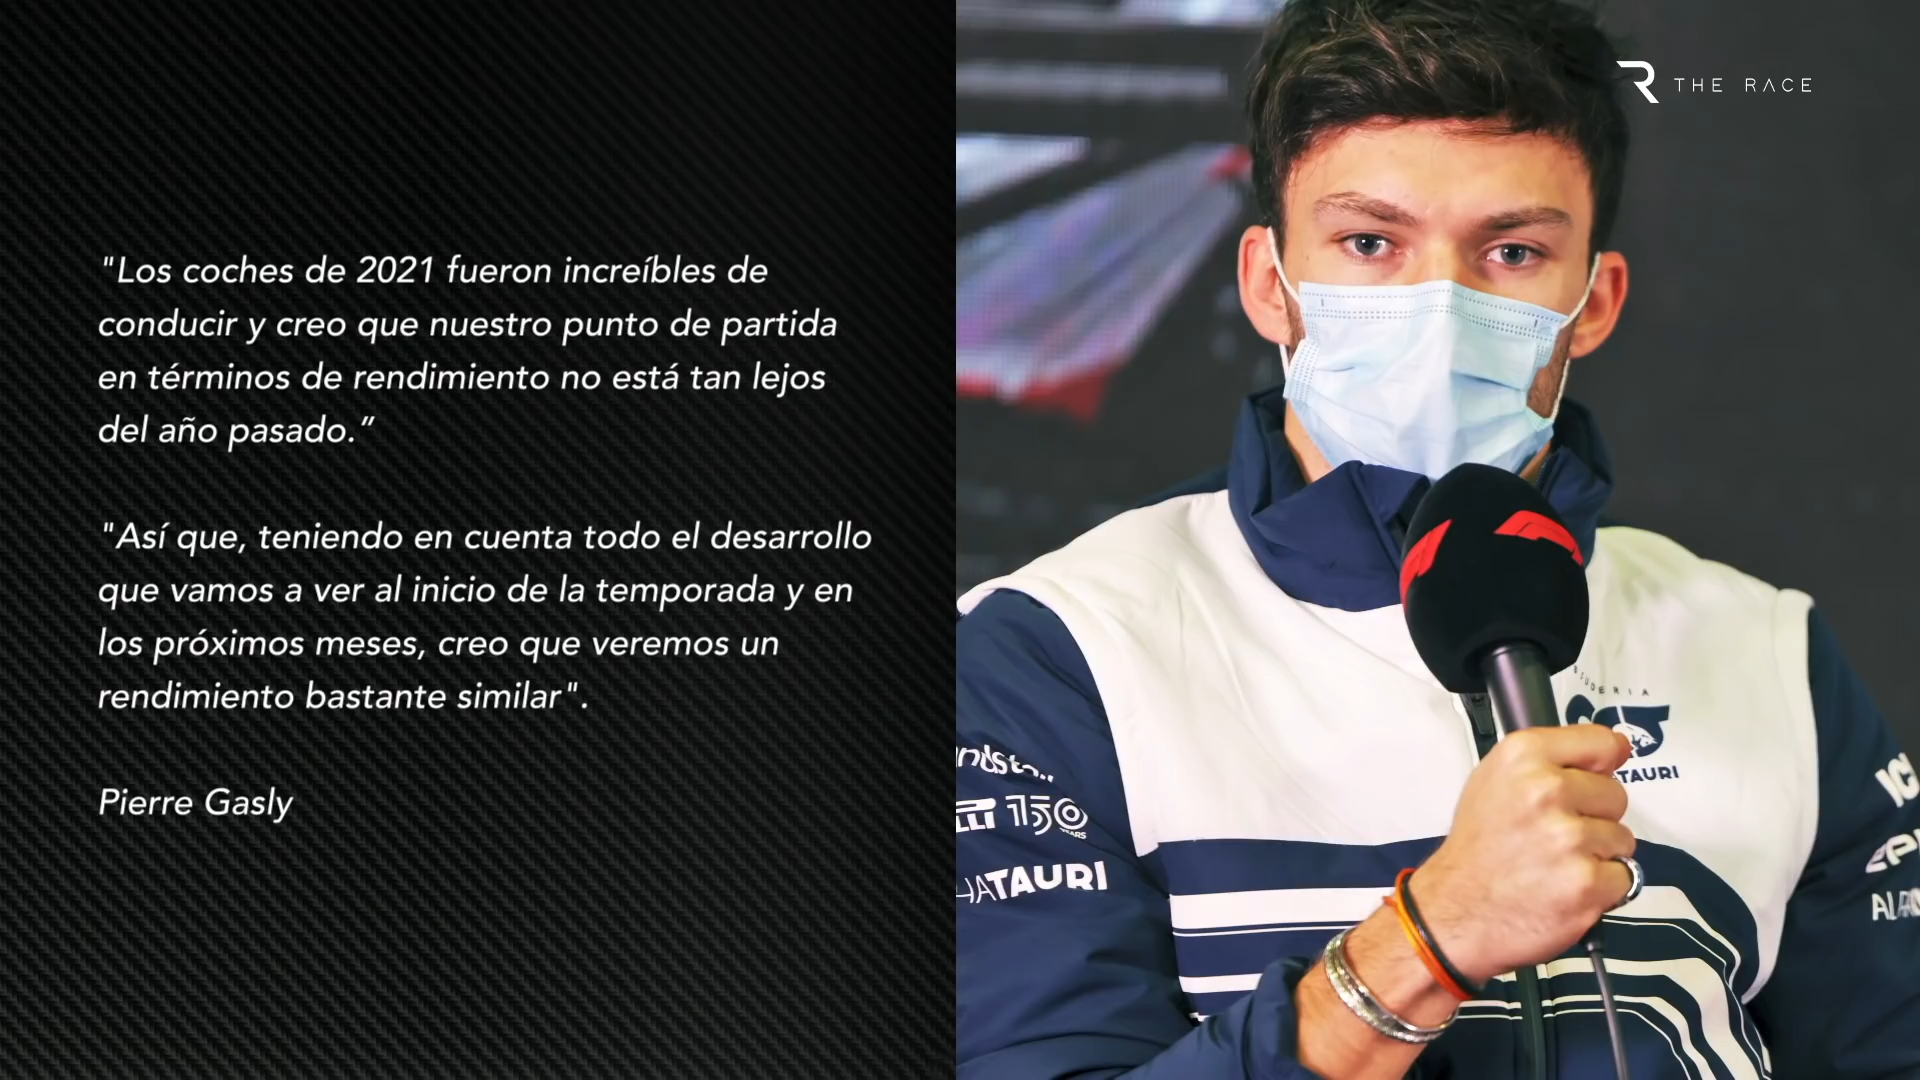 "Los coches de 2021 fueron increíbles de
conducir y creo que nuestro punto de partida
en términos de rendimiento no está tan lejos
del año pasado.”
"Así que, teniendo en cuenta todo el desarrollo
que vamos a ver al inicio de la temporada y en
los próximos meses, creo que veremos un
rendimiento bastante similar".
Pierre Gasly
THE RACE
150
YEARS
TAURI
TAURI